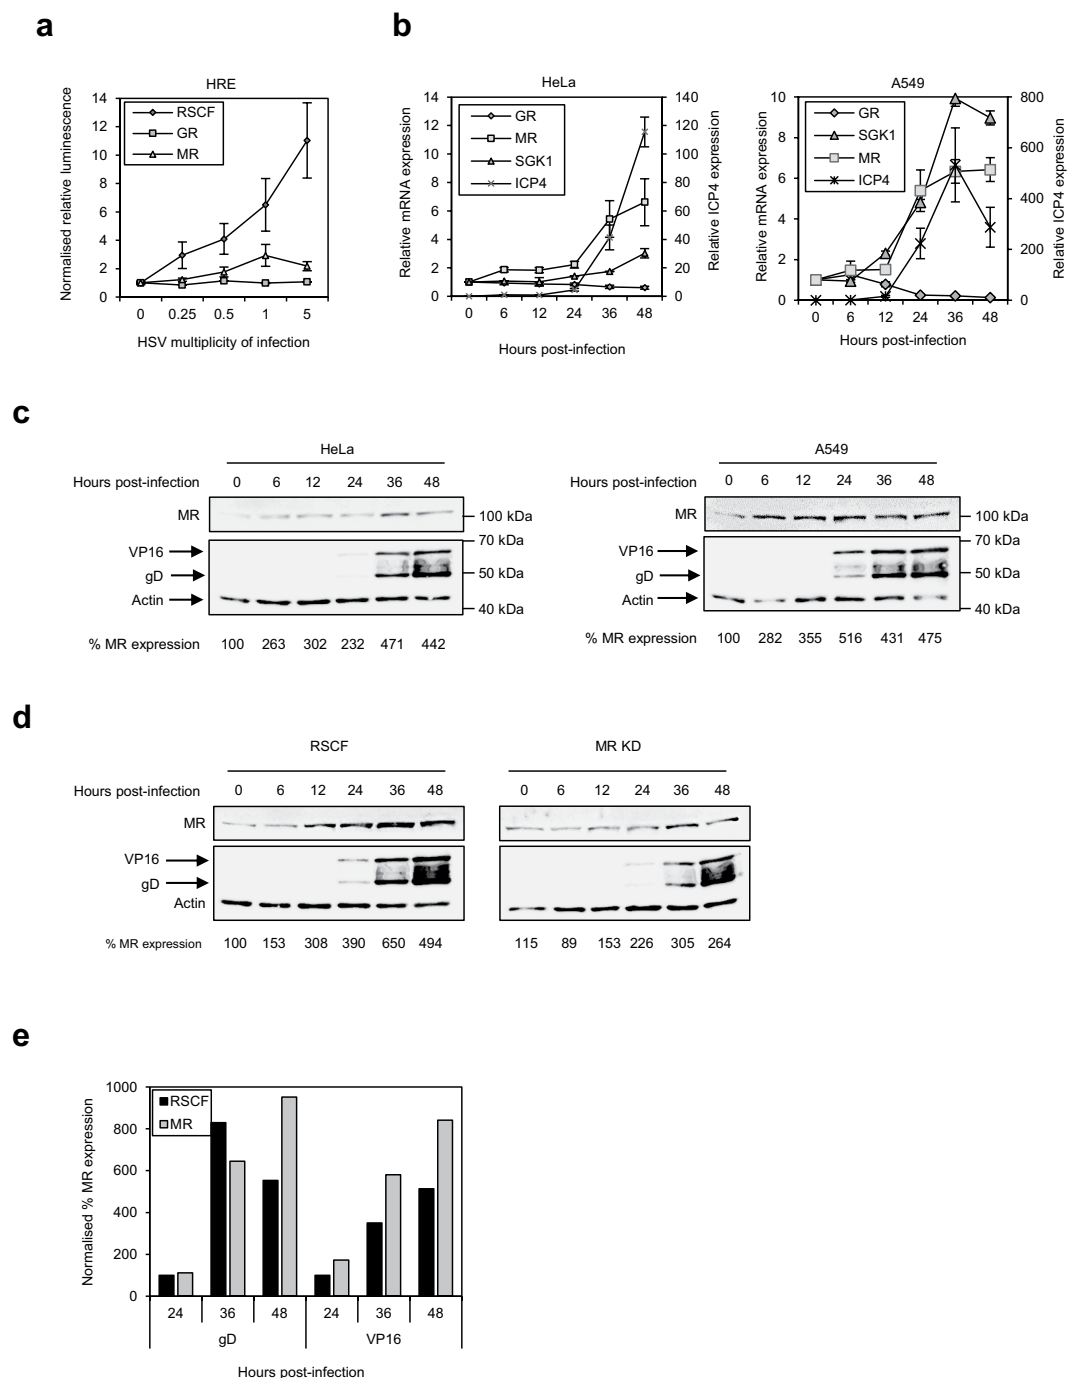 a
HRE
Normalised relative luminescence
14
12
10
8
6
4
2
0
RSCF
GR
MR
0 0.25 0.5 1 5
HSV multiplicity of infection
b
HeLa
Relative mRNA expression
14
12
10
8
6
4
2
0
GR
MR
SGK1
ICP4
140
120
100
80
60
40
20
0
Relative ICP4 expression
0 6 12 24 36 48
Hours post-infection
A549
Relative mRNA expression
10
8
6
4
2
0
GR
SGK1
MR
ICP4
800
600
400
200
0
Relative ICP4 expression
0 6 12 24 36 48
Hours post-infection
c
HeLa
Hours post-infection 0 6 12 24 36 48
MR
100 kDa
70 kDa
VP16
gD
50 kDa
Actin
40 kDa
% MR expression 100 263 302 232 471 442
A549
Hours post-infection 0 6 12 24 36 48
MR
100 kDa
70 kDa
VP16
gD
50 kDa
Actin
40 kDa
% MR expression 100 282 355 516 431 475
d
RSCF
Hours post-infection 0 6 12 24 36 48
MR
VP16
gD
Actin
% MR expression 100 153 308 390 650 494
MR KD
0 6 12 24 36 48
115 89 153 226 305 264
e
Normalised % MR expression
1000
800
600
400
200
0
RSCF
MR
24 36 48 24 36 48
gD VP16
Hours post-infection